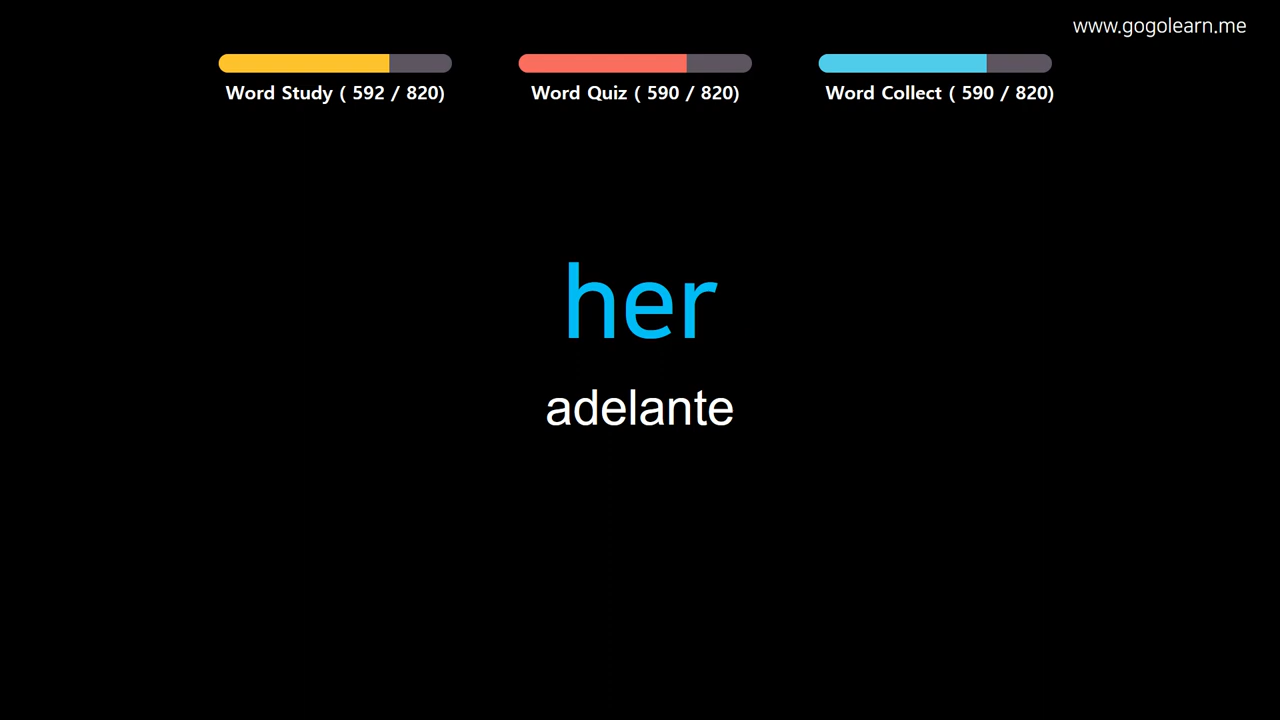 www.gogolearn.me
Word Study ( 592 / 820)
Word Quiz ( 590 / 820)
Word Collect ( 590 / 820)
her
adelante